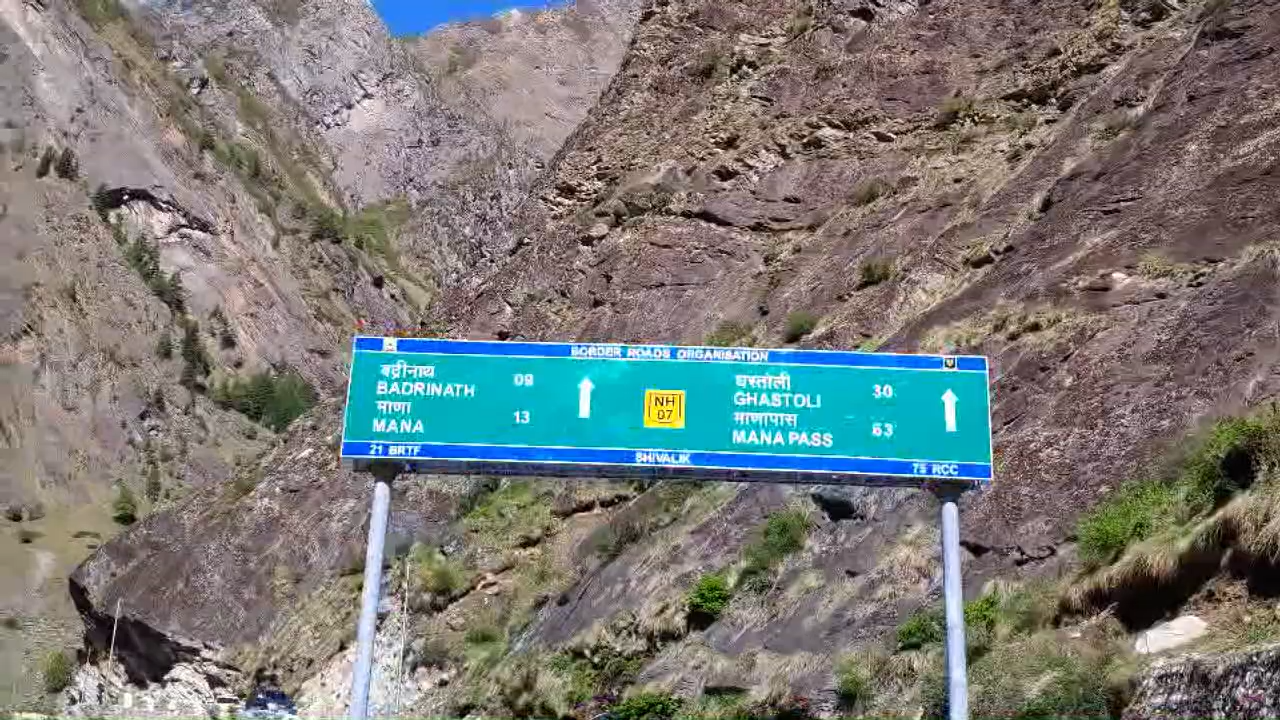 BORDER ROADS ORGANISATION
बद्रीनाथ 09
BADRINATH
माणा 13
MANA
NH
07
घस्तोली 30
GHASTOLI
माणापास 63
MANA PASS
21 BRTF
SHIVALIK
75 RCC